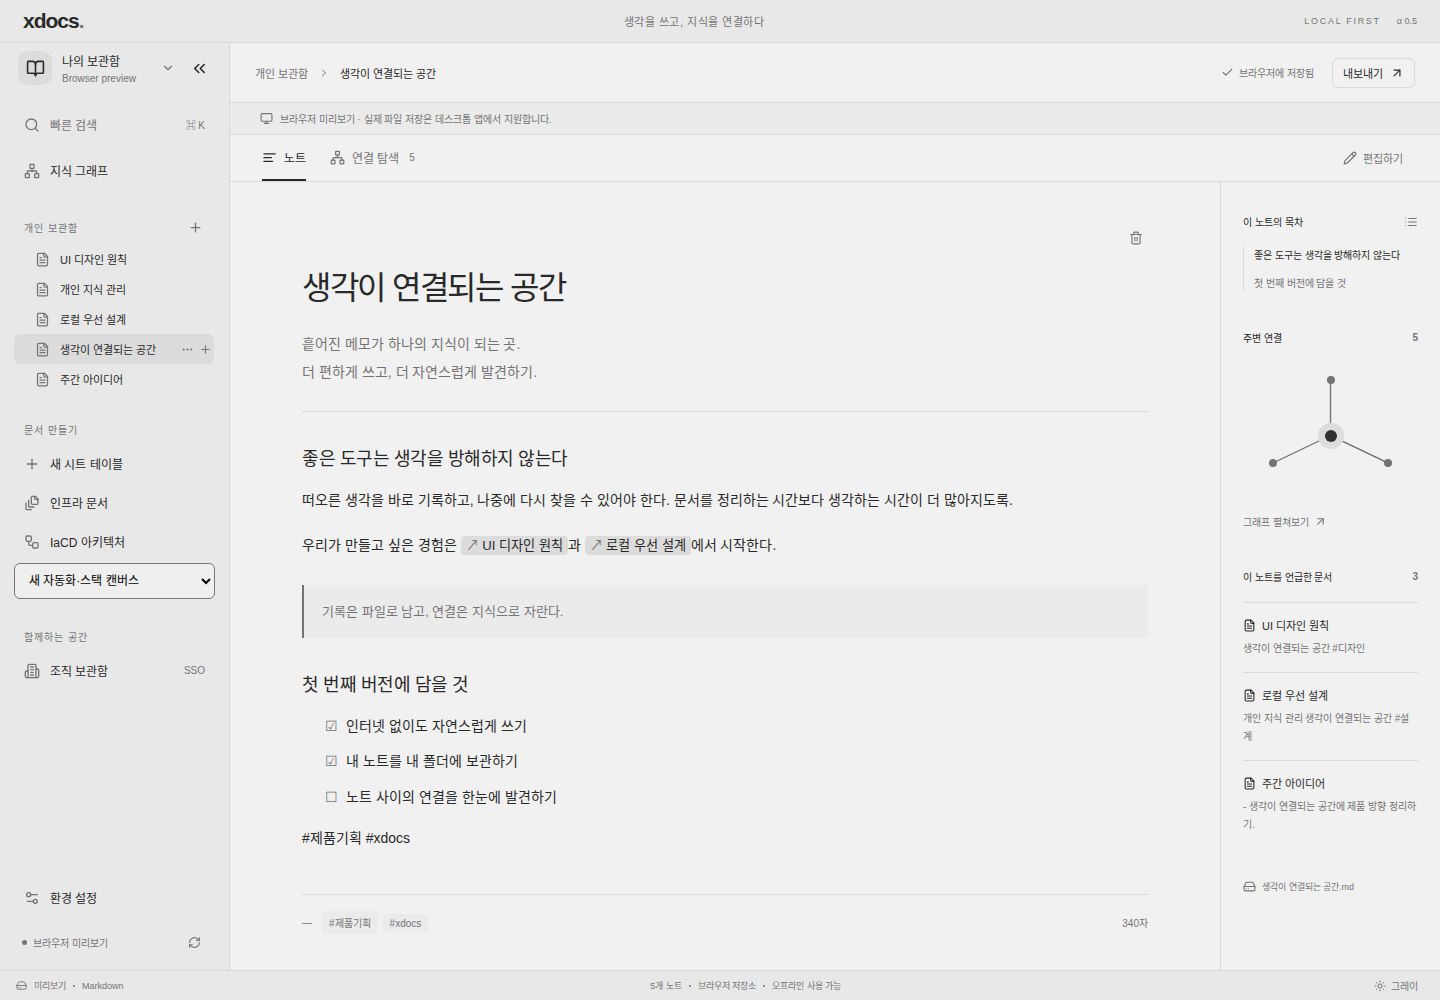 xdocs.
생각을 쓰고, 지식을 연결하다
LOCAL FIRST
α 0.5
나의 보관함
Browser preview
빠른 검색
⌘K
지식 그래프
개인 보관함
UI 디자인 원칙
개인 지식 관리
로컬 우선 설계
생각이 연결되는 공간
주간 아이디어
문서 만들기
새 시트 테이블
인프라 문서
IaCD 아키텍처
새 자동화·스택 캔버스
함께하는 공간
조직 보관함
SSO
환경 설정
브라우저 미리보기
개인 보관함
생각이 연결되는 공간
브라우저에 저장됨
내보내기
브라우저 미리보기 · 실제 파일 저장은 데스크톱 앱에서 지원합니다.
노트
연결 탐색 5
편집하기
생각이 연결되는 공간
흩어진 메모가 하나의 지식이 되는 곳.
더 편하게 쓰고, 더 자연스럽게 발견하기.
좋은 도구는 생각을 방해하지 않는다
떠오른 생각을 바로 기록하고, 나중에 다시 찾을 수 있어야 한다. 문서를 정리하는 시간보다 생각하는 시간이 더 많아지도록.
우리가 만들고 싶은 경험은 ↗ UI 디자인 원칙 과 ↗ 로컬 우선 설계 에서 시작한다.
기록은 파일로 남고, 연결은 지식으로 자란다.
첫 번째 버전에 담을 것
☑ 인터넷 없이도 자연스럽게 쓰기
☑ 내 노트를 내 폴더에 보관하기
☐ 노트 사이의 연결을 한눈에 발견하기
#제품기획 #xdocs
— #제품기획 #xdocs
340자
이 노트의 목차
좋은 도구는 생각을 방해하지 않는다
첫 번째 버전에 담을 것
주변 연결
5
그래프 펼쳐보기
이 노트를 언급한 문서
3
UI 디자인 원칙
생각이 연결되는 공간 #디자인
로컬 우선 설계
개인 지식 관리 생각이 연결되는 공간 #설
계
주간 아이디어
- 생각이 연결되는 공간에 제품 방향 정리하
기.
생각이 연결되는 공간.md
미리보기 · Markdown
5개 노트 · 브라우저 저장소 · 오프라인 사용 가능
그레이